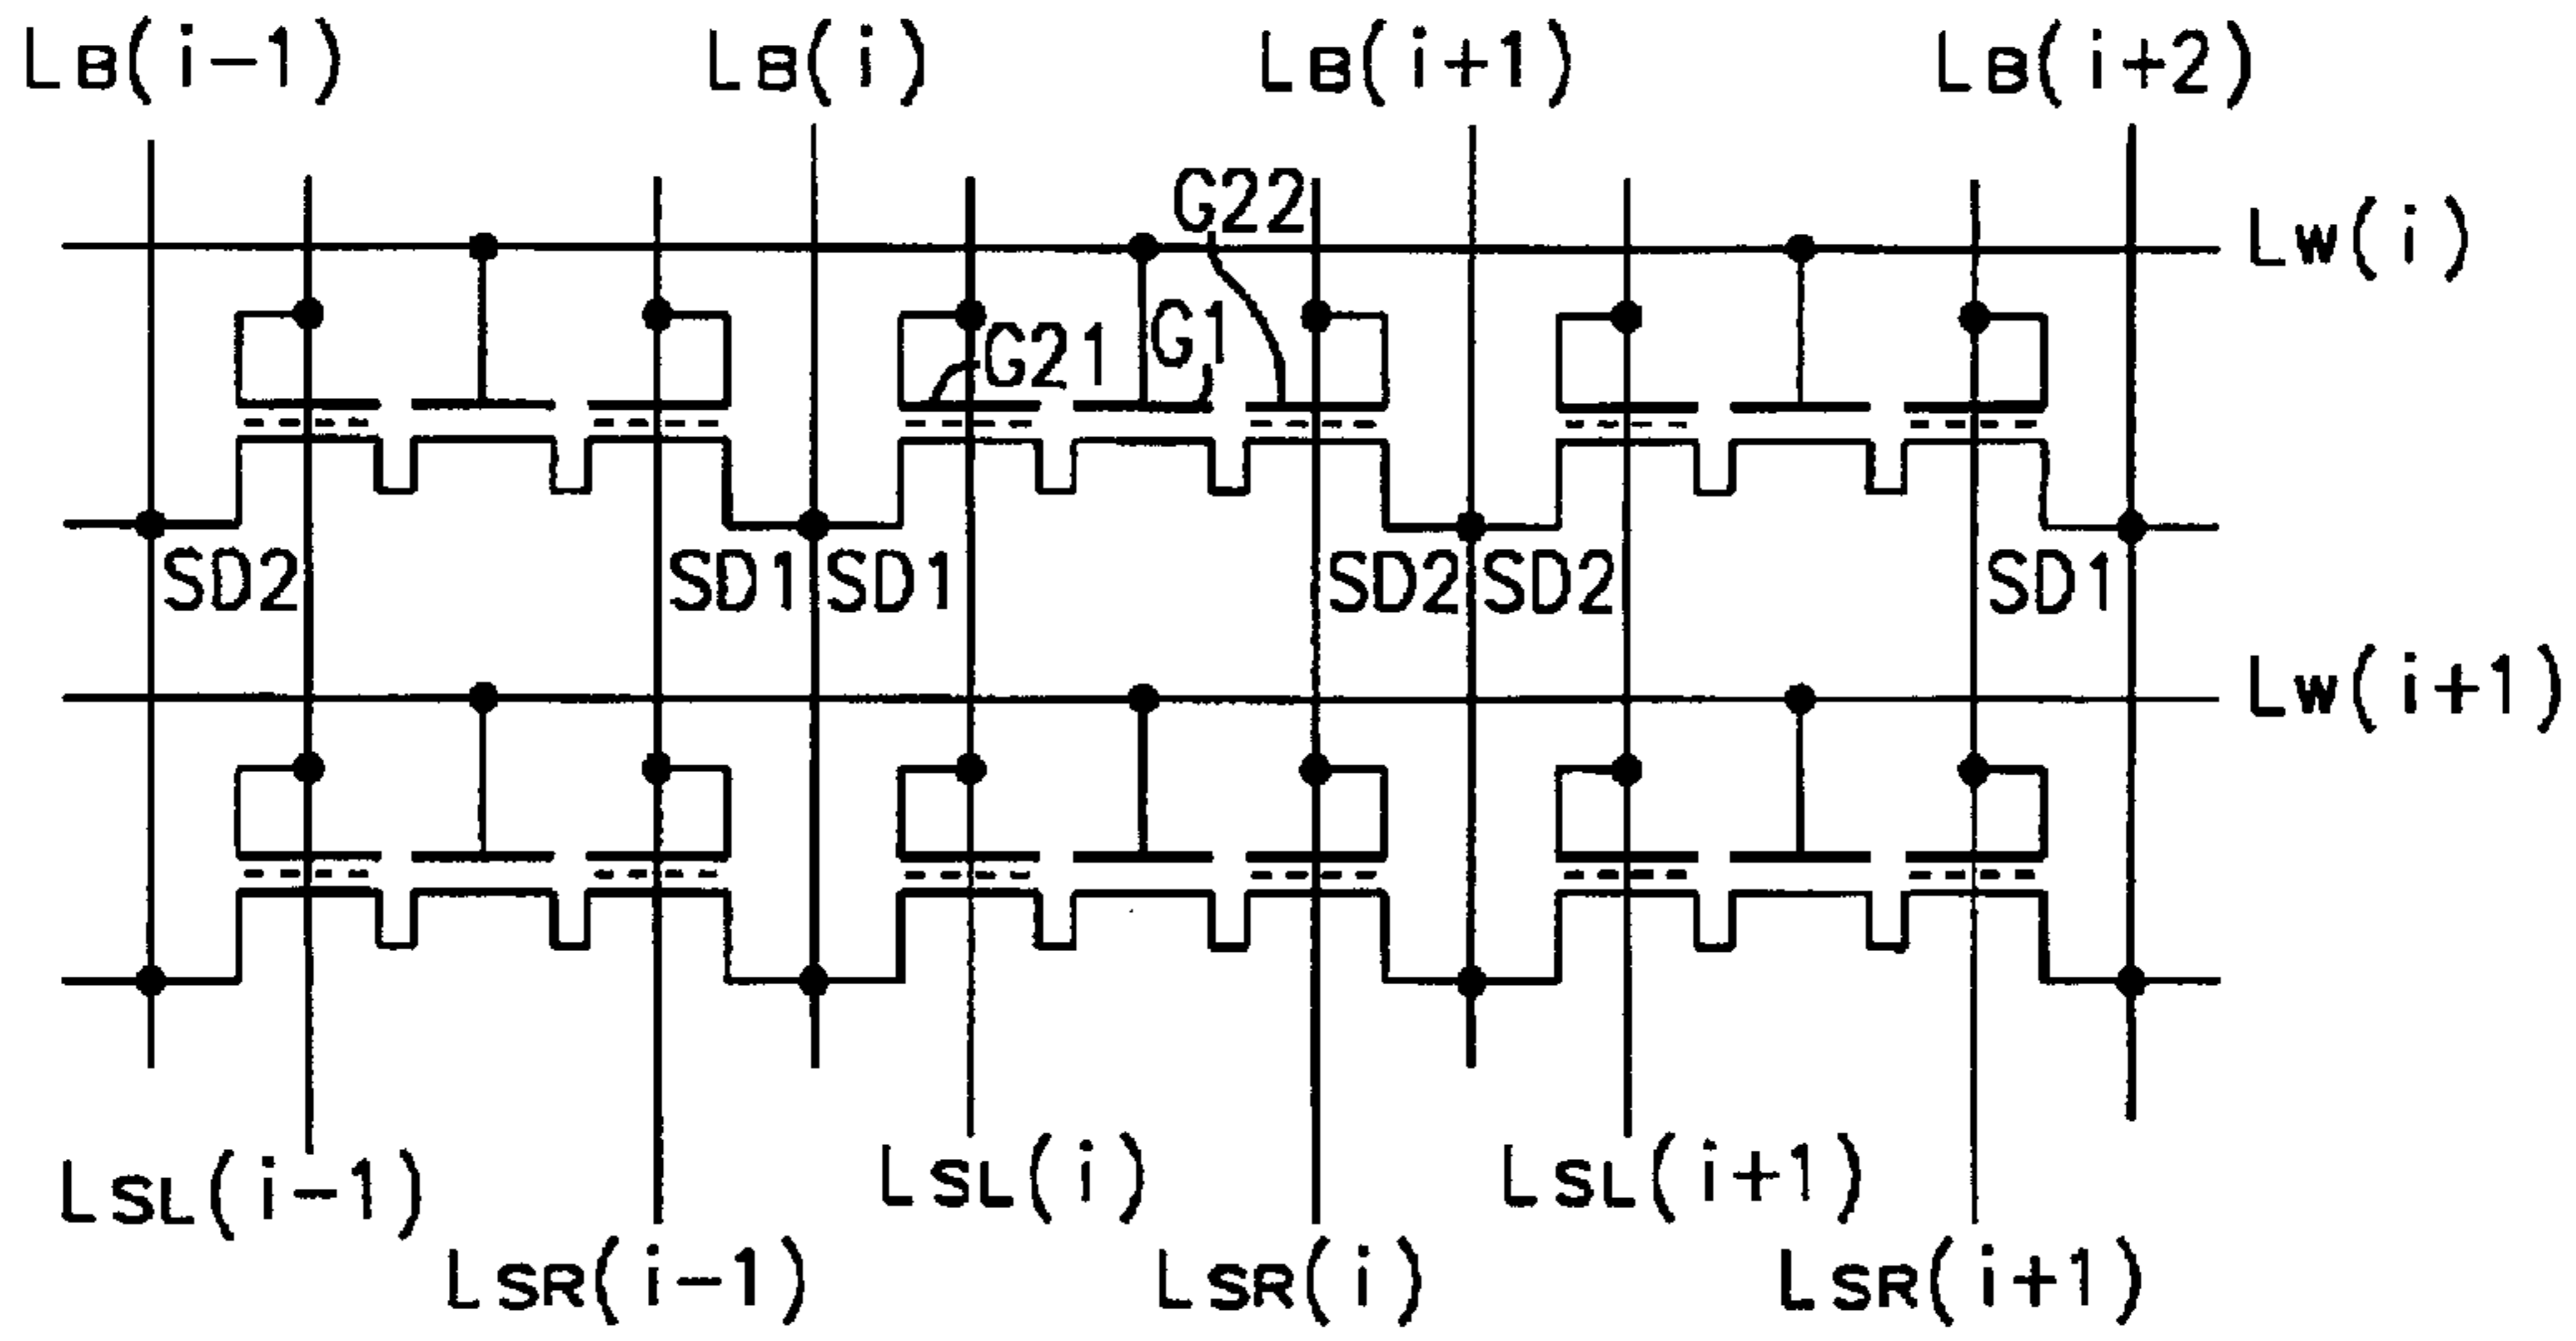 LB(i-1) LB(i) LB(i+1) LB(i+2)
G22
LW(i)
G21 G1
SD2 SD1 SD1 SD2 SD2 SD1
LW(i+1)
LSL(i-1) LSL(i) LSL(i+1)
LSR(i-1) LSR(i) LSR(i+1)